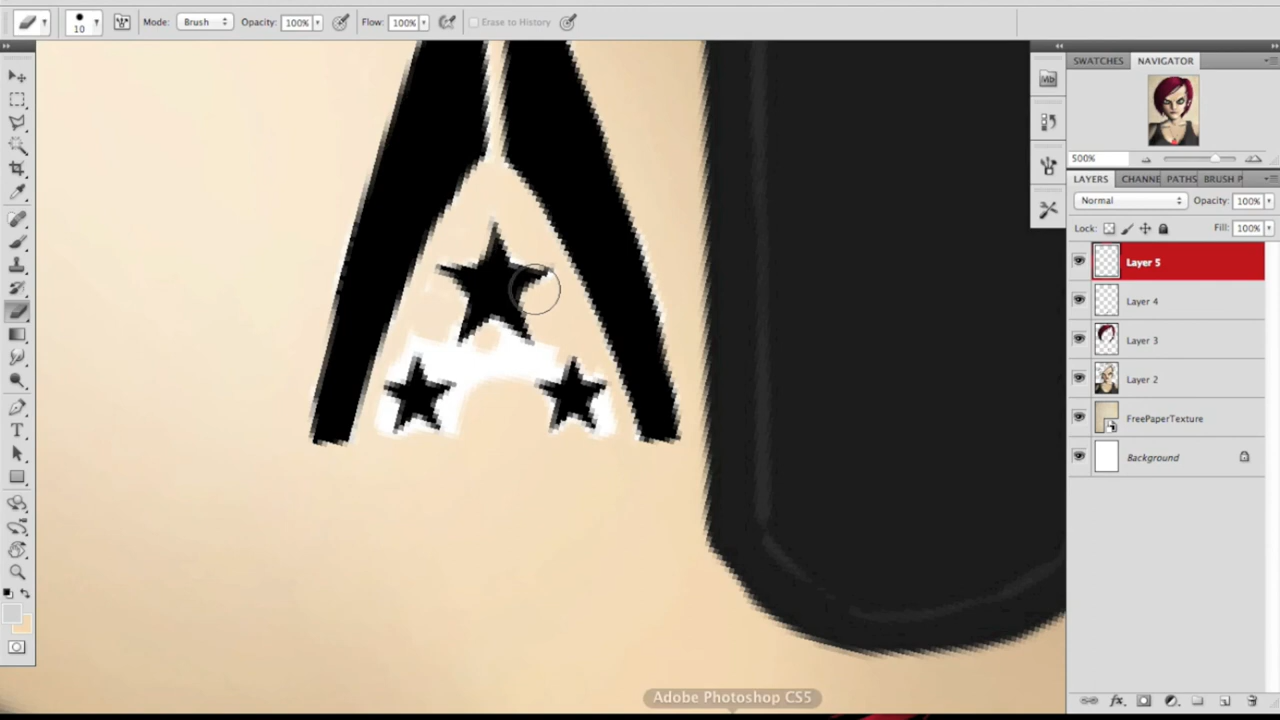 10 Mode: Brush Opacity: 100% Flow: 100% Erase to History
SWATCHES NAVIGATOR
500%
LAYERS CHANNE PATHS BRUSH P
Normal Opacity: 100%
Lock: Fill: 100%
Layer 5
Layer 4
Layer 3
Layer 2
FreePaperTexture
Background
Adobe Photoshop CS5